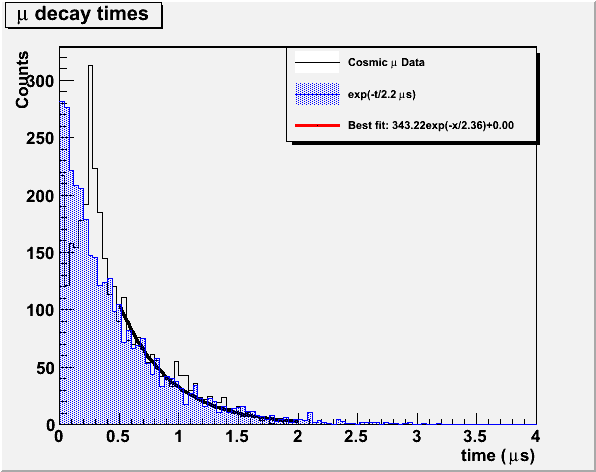 μ decay times
Counts
Cosmic μ Data
exp(-t/2.2 μs)
Best fit: 343.22exp(-x/2.36)+0.00
300
250
200
150
100
50
0
0 0.5 1 1.5 2 2.5 3 3.5 4
time (μs)